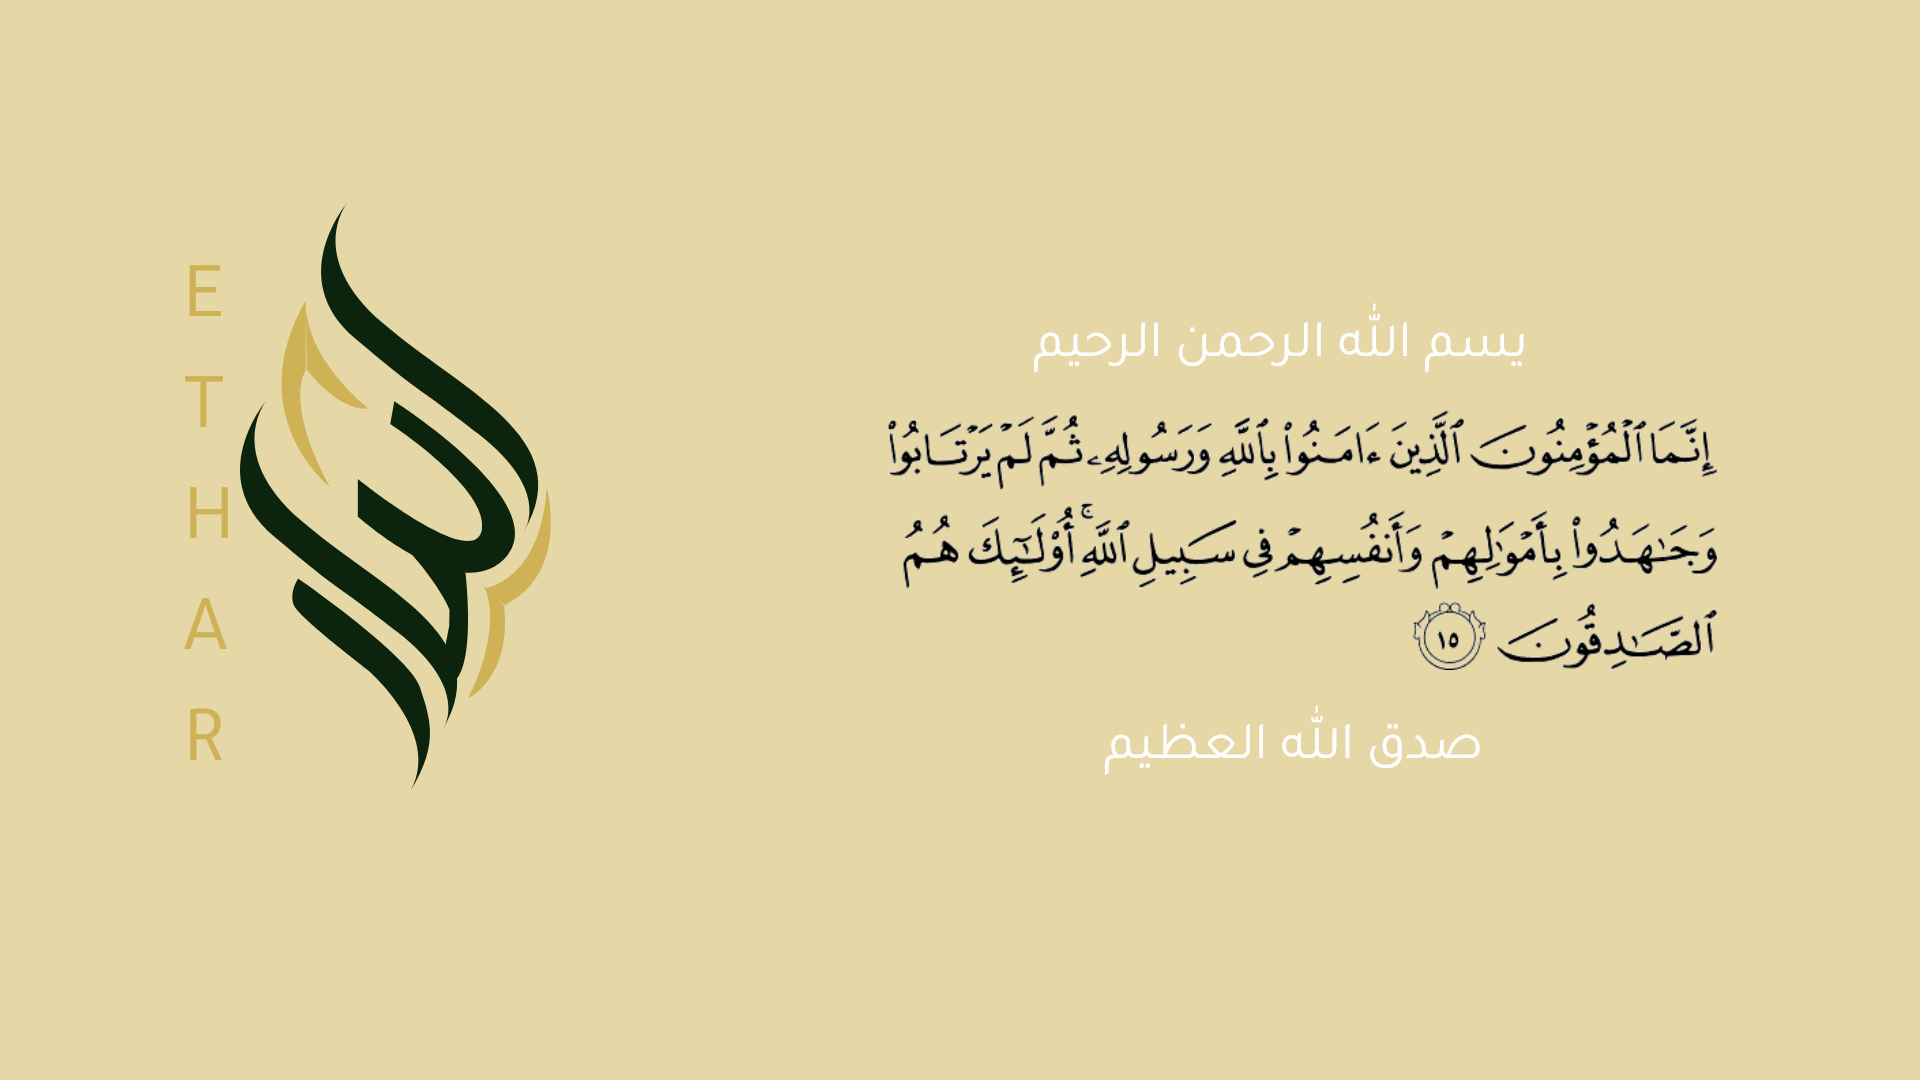 ETHAR
يسم الله الرحمن الرحيم
إِنَّمَا ٱلْمُؤْمِنُونَ ٱلَّذِينَ ءَامَنُوا۟ بِٱللَّهِ وَرَسُولِهِۦ ثُمَّ لَمْ يَرْتَابُوا۟
وَجَـٰهَدُوا۟ بِأَمْوَٰلِهِمْ وَأَنفُسِهِمْ فِى سَبِيلِ ٱللَّهِ ۚ أُو۟لَـٰٓئِكَ هُمُ
ٱلصَّـٰدِقُونَ ١٥
صدق الله العظيم